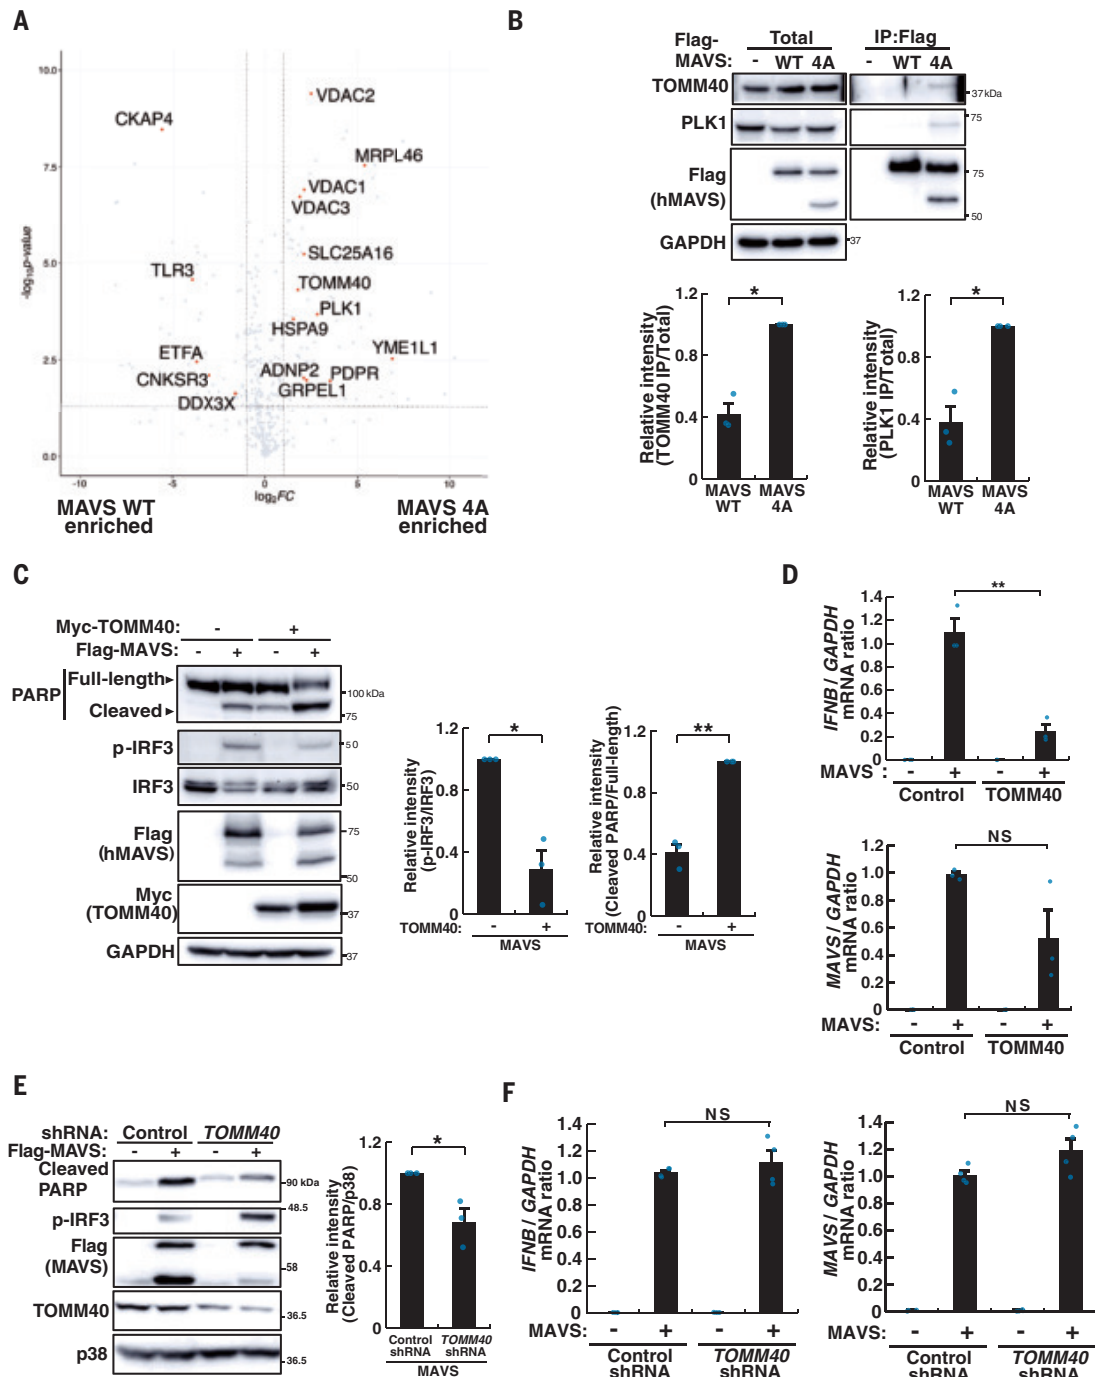 A
10.0
7.5
5.0
2.5
0.0
-log10p-value
CKAP4
VDAC2
MRPL46
VDAC1
VDAC3
SLC25A16
TLR3
TOMM40
PLK1
HSPA9
YME1L1
ETFA
CNKSR3
DDX3X
ADNP2
PDPR
GRPEL1
-10 -5 0 5 10
log2FC
MAVS WT enriched
MAVS 4A enriched
B
Flag-MAVS:
Total
IP:Flag
- WT 4A - WT 4A
TOMM40
37kDa
PLK1
75
Flag (hMAVS)
75
50
GAPDH
37
Relative intensity (TOMM40 IP/Total)
1.2
0.8
0.4
0
*
MAVS WT
MAVS 4A
Relative intensity (PLK1 IP/Total)
1.2
0.8
0.4
0
*
MAVS WT
MAVS 4A
C
Myc-TOMM40: - +
Flag-MAVS: - + - +
PARP
Full-length
Cleaved
100 kDa
75
p-IRF3
50
IRF3
50
Flag (hMAVS)
75
50
Myc (TOMM40)
37
GAPDH
37
Relative intensity (p-IRF3/IRF3)
1.2
0.8
0.4
0
*
TOMM40: - +
MAVS
Relative intensity (Cleaved PARP/Full-length)
1.2
0.8
0.4
0
**
TOMM40: - +
MAVS
D
IFNB / GAPDH mRNA ratio
1.4
1.2
1.0
0.8
0.6
0.4
0.2
0
**
MAVS : - + - +
Control TOMM40
MAVS / GAPDH mRNA ratio
1.2
1.0
0.8
0.6
0.4
0.2
0
NS
MAVS: - + - +
Control TOMM40
E
shRNA: Control TOMM40
Flag-MAVS: - + - +
Cleaved PARP
90 kDa
p-IRF3
48.5
Flag (MAVS)
58
TOMM40
36.5
p38
36.5
Relative intensity (Cleaved PARP/p38)
1.2
0.8
0.4
0
*
Control shRNA
TOMM40 shRNA
MAVS
F
IFNB / GAPDH mRNA ratio
1.4
1.2
1
0.8
0.6
0.4
0.2
0
NS
MAVS: - + - +
Control shRNA
TOMM40 shRNA
MAVS / GAPDH mRNA ratio
1.4
1.2
1.0
0.8
0.6
0.4
0.2
0
NS
MAVS: - + - +
Control shRNA
TOMM40 shRNA